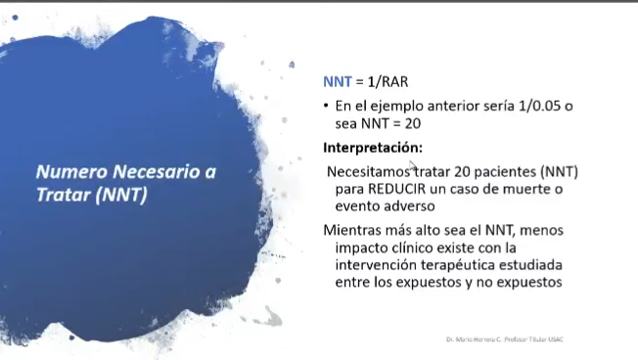 Numero Necesario a
Tratar (NNT)
NNT = 1/RAR
• En el ejemplo anterior sería 1/0.05 o
sea NNT = 20
Interpretación:
Necesitamos tratar 20 pacientes (NNT)
para REDUCIR un caso de muerte o
evento adverso
Mientras más alto sea el NNT, menos
impacto clínico existe con la
intervención terapéutica estudiada
entre los expuestos y no expuestos
Dr. Mario Herrera C. Profesor Titular USAC